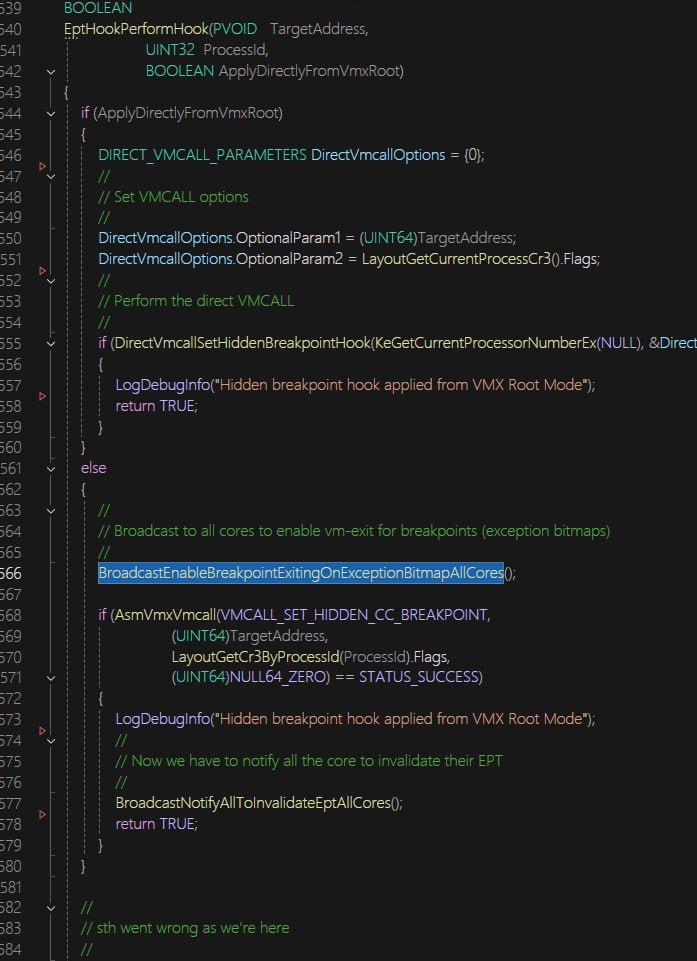 539 BOOLEAN
540 EptHookPerformHook(PVOID TargetAddress,
541 UINT32 ProcessId,
542 BOOLEAN ApplyDirectlyFromVmxRoot)
543 {
544 if (ApplyDirectlyFromVmxRoot)
545 {
546 DIRECT_VMCALL_PARAMETERS DirectVmcallOptions = {0};
547 //
548 // Set VMCALL options
549 //
550 DirectVmcallOptions.OptionalParam1 = (UINT64)TargetAddress;
551 DirectVmcallOptions.OptionalParam2 = LayoutGetCurrentProcessCr3().Flags;
552 //
553 // Perform the direct VMCALL
554 //
555 if (DirectVmcallSetHiddenBreakpointHook(KeGetCurrentProcessorNumberEx(NULL), &Direct
556 {
557 LogDebugInfo("Hidden breakpoint hook applied from VMX Root Mode");
558 return TRUE;
559 }
560 }
561 else
562 {
563 //
564 // Broadcast to all cores to enable vm-exit for breakpoints (exception bitmaps)
565 //
566 BroadcastEnableBreakpointExitingOnExceptionBitmapAllCores();
567
568 if (AsmVmxVmcall(VMCALL_SET_HIDDEN_CC_BREAKPOINT,
569 (UINT64)TargetAddress,
570 LayoutGetCr3ByProcessId(ProcessId).Flags,
571 (UINT64)NULL64_ZERO) == STATUS_SUCCESS)
572 {
573 LogDebugInfo("Hidden breakpoint hook applied from VMX Root Mode");
574 //
575 // Now we have to notify all the core to invalidate their EPT
576 //
577 BroadcastNotifyAllToInvalidateEptAllCores();
578 return TRUE;
579 }
580 }
581
582 //
583 // sth went wrong as we're here
584 //